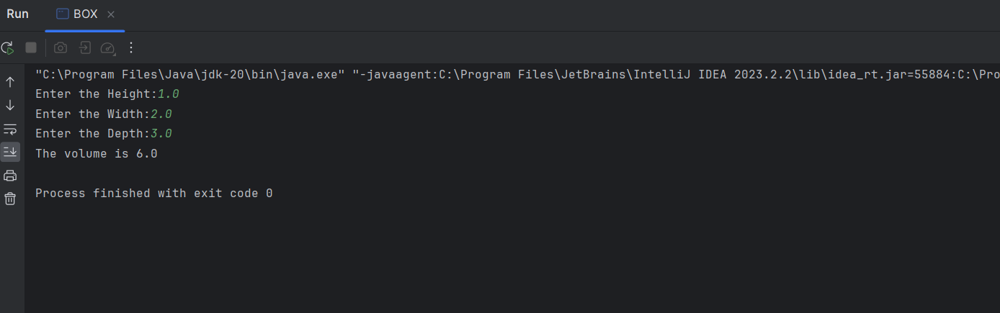 Run BOX
"C:\Program Files\Java\jdk-20\bin\java.exe" "-javaagent:C:\Program Files\JetBrains\IntelliJ IDEA 2023.2.2\lib\idea_rt.jar=55884:C:\Pro
Enter the Height:1.0
Enter the Width:2.0
Enter the Depth:3.0
The volume is 6.0
Process finished with exit code 0